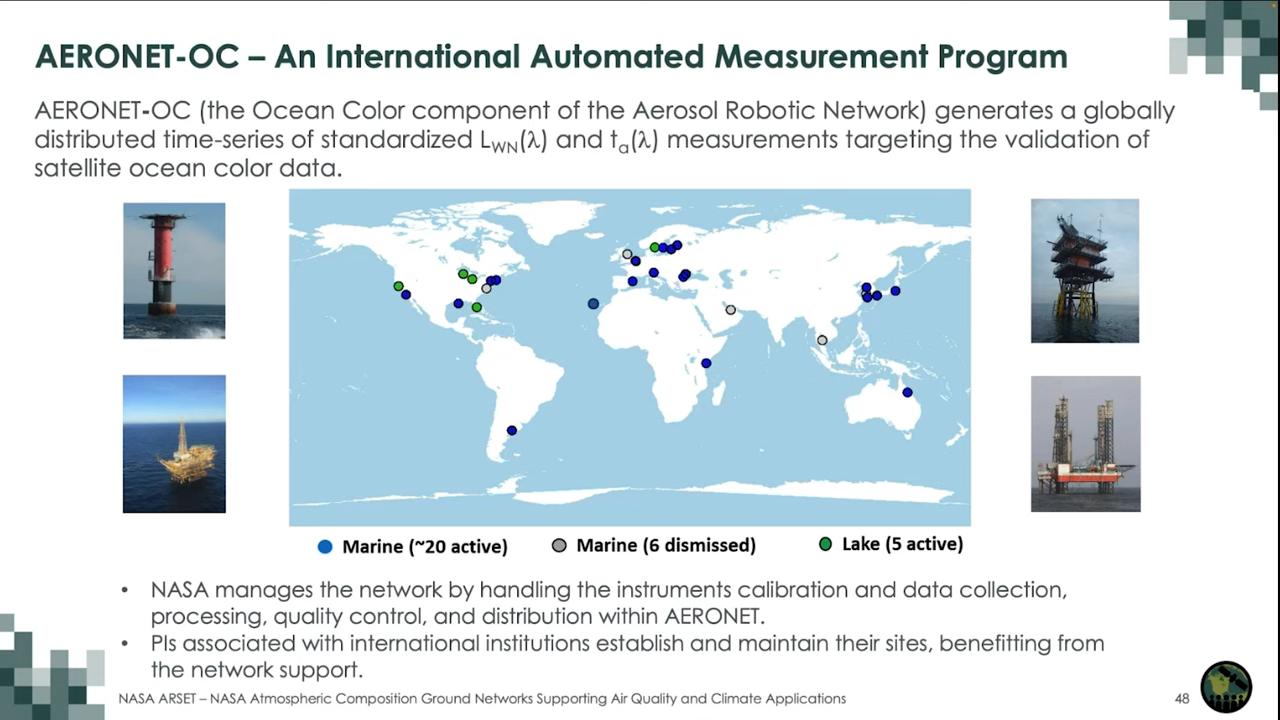 AERONET-OC – An International Automated Measurement Program
AERONET-OC (the Ocean Color component of the Aerosol Robotic Network) generates a globally
distributed time-series of standardized LWN(λ) and ta(λ) measurements targeting the validation of
satellite ocean color data.
Marine (~20 active)
Marine (6 dismissed)
Lake (5 active)
• NASA manages the network by handling the instruments calibration and data collection,
processing, quality control, and distribution within AERONET.
• PIs associated with international institutions establish and maintain their sites, benefitting from
the network support.
NASA ARSET – NASA Atmospheric Composition Ground Networks Supporting Air Quality and Climate Applications
48